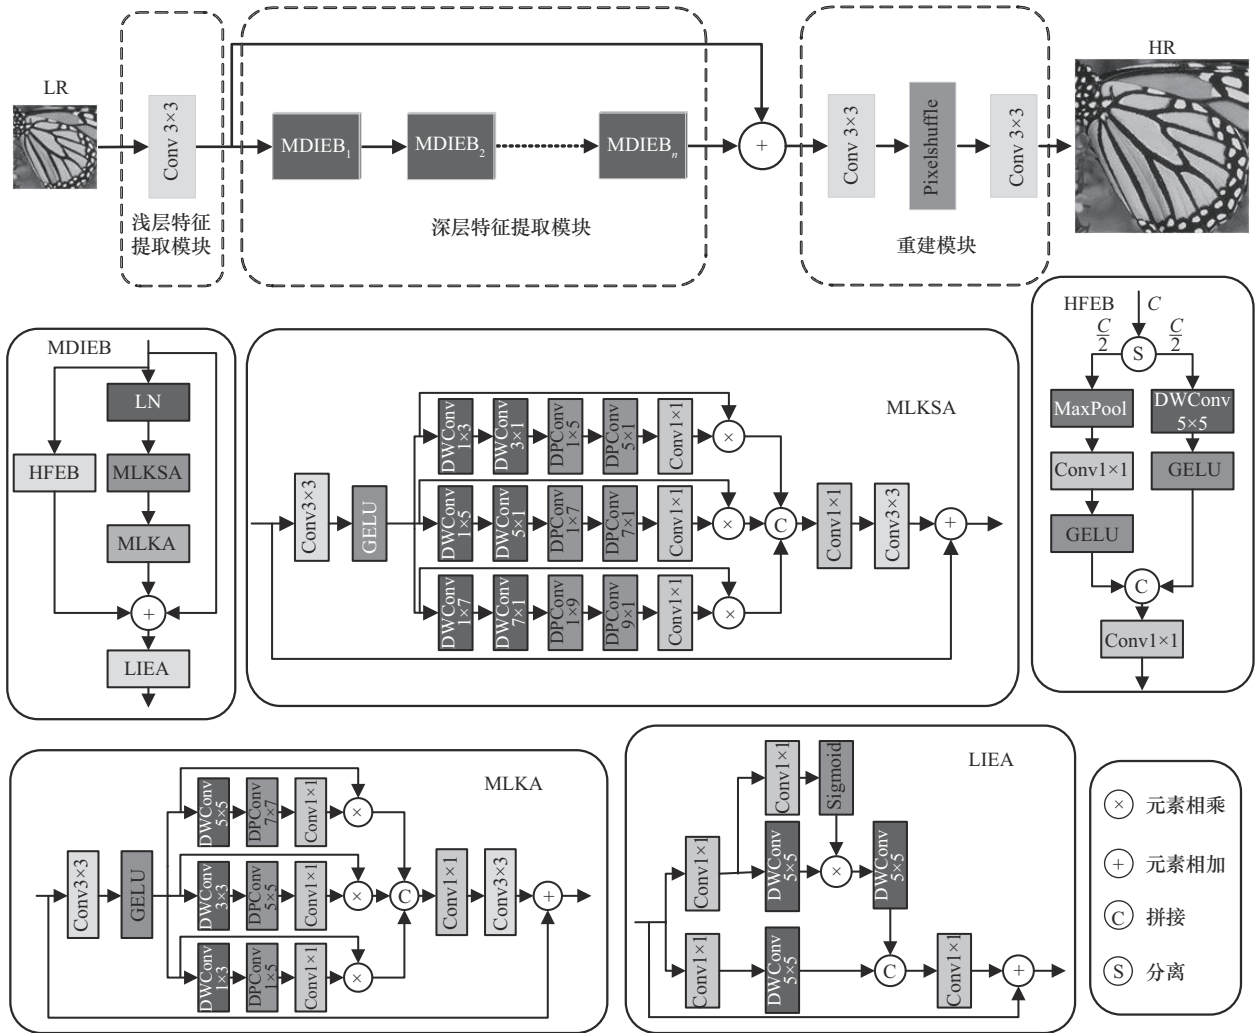 LR
Conv 3×3
浅层特征
提取模块
MDIEB1
MDIEB2
MDIEBn
深层特征提取模块
+
Conv 3×3
Pixelshuffle
Conv 3×3
重建模块
HR
MDIEB
LN
HFEB
MLKSA
MLKA
+
LIEA
MLKSA
Conv3×3
GELU
DWConv
1×3
DWConv
3×1
DPConv
1×5
DPConv
5×1
Conv1×1
×
DWConv
1×5
DWConv
5×1
DPConv
1×7
DPConv
7×1
Conv1×1
×
DWConv
1×7
DWConv
7×1
DPConv
1×9
DPConv
9×1
Conv1×1
×
C
Conv1×1
Conv3×3
+
HFEB
C
C/2
C/2
S
MaxPool
DWConv
5×5
Conv1×1
GELU
GELU
C
Conv1×1
MLKA
Conv3×3
GELU
DWConv
5×5
DPConv
7×7
Conv1×1
×
DWConv
3×3
DPConv
5×5
Conv1×1
×
DWConv
1×3
DPConv
1×5
Conv1×1
×
C
Conv1×1
Conv3×3
+
LIEA
Conv1×1
Sigmoid
Conv1×1
DWConv
5×5
×
DWConv
5×5
Conv1×1
DWConv
5×5
C
Conv1×1
+
× 元素相乘
+ 元素相加
C 拼接
S 分离